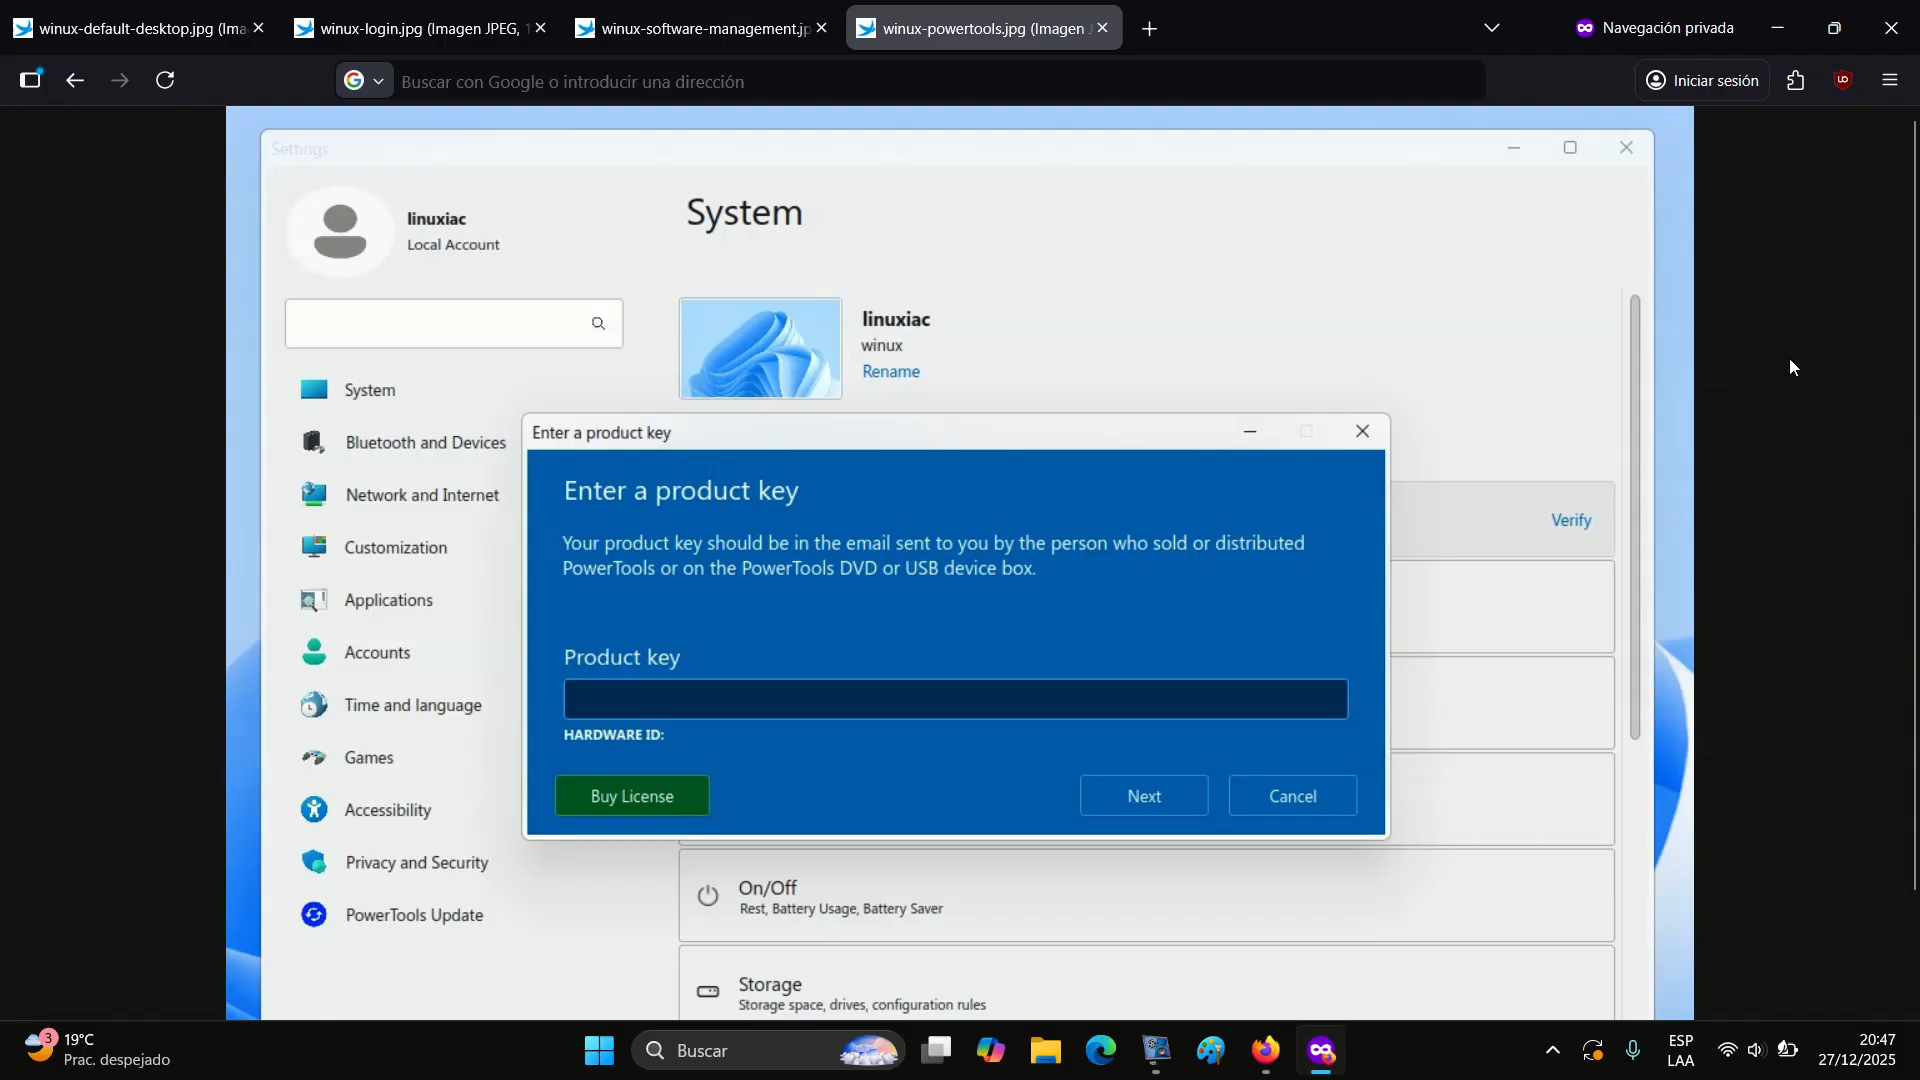 winux-default-desktop.jpg (Ima
winux-login.jpg (Imagen JPEG, 1
winux-software-management.jp
winux-powertools.jpg (Imagen J
Navegación privada
Buscar con Google o introducir una dirección
Iniciar sesión
Settings
linuxiac
Local Account
System
linuxiac
winux
Rename
System
Bluetooth and Devices
Network and Internet
Customization
Applications
Accounts
Time and language
Games
Accessibility
Privacy and Security
PowerTools Update
Enter a product key
Enter a product key
Your product key should be in the email sent to you by the person who sold or distributed
PowerTools or on the PowerTools DVD or USB device box.
Product key
HARDWARE ID:
Buy License
Next
Cancel
Verify
On/Off
Rest, Battery Usage, Battery Saver
Storage
Storage space, drives, configuration rules
3
19°C
Prac. despejado
Buscar
ESP
LAA
20:47
27/12/2025